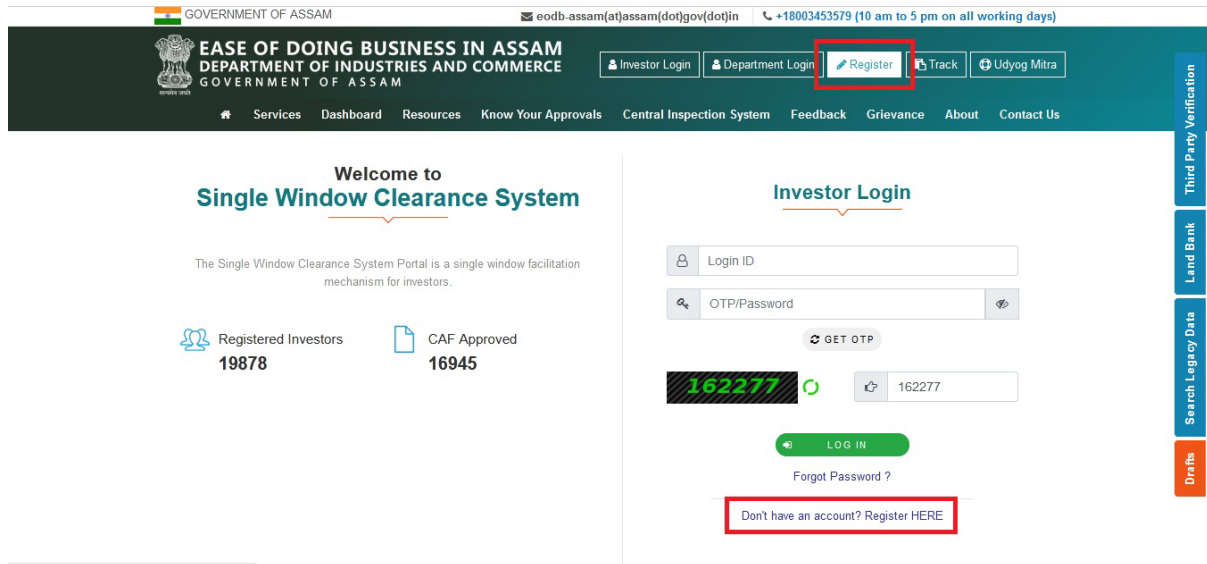 GOVERNMENT OF ASSAM
eodb-assam(at)assam(dot)gov(dot)in
+18003453579 (10 am to 5 pm on all working days)
EASE OF DOING BUSINESS IN ASSAM
DEPARTMENT OF INDUSTRIES AND COMMERCE
GOVERNMENT OF ASSAM
सत्यमेव जयते
Investor Login
Department Login
Register
Track
Udyog Mitra
Services
Dashboard
Resources
Know Your Approvals
Central Inspection System
Feedback
Grievance
About
Contact Us
Welcome to
Single Window Clearance System
The Single Window Clearance System Portal is a single window facilitation
mechanism for investors.
Registered Investors
19878
CAF Approved
16945
Investor Login
Login ID
OTP/Password
GET OTP
162277
162277
LOG IN
Forgot Password ?
Don't have an account? Register HERE
Third Party Verification
Land Bank
Search Legacy Data
Drafts